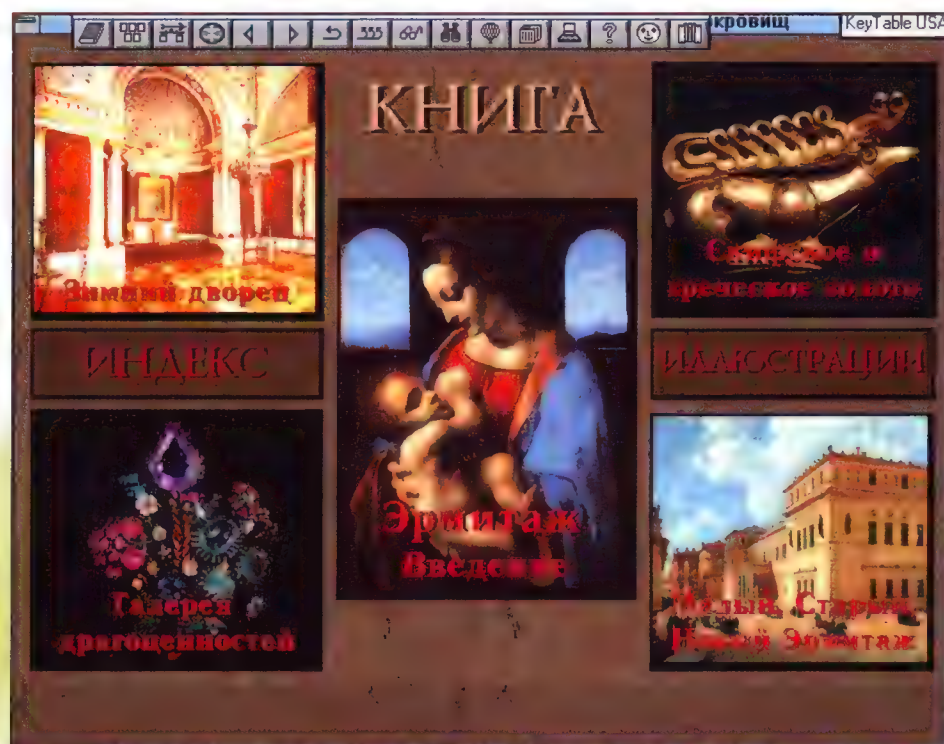 кровищ
KeyTable USA
КНИГА
Зимний дворец
Скифское и
греческое золото
ИНДЕКС
ИЛЛЮСТРАЦИИ
Эрмитаж
Введение
Галерея
драгоценностей
Малый, Старый,
Новый Эрмитаж